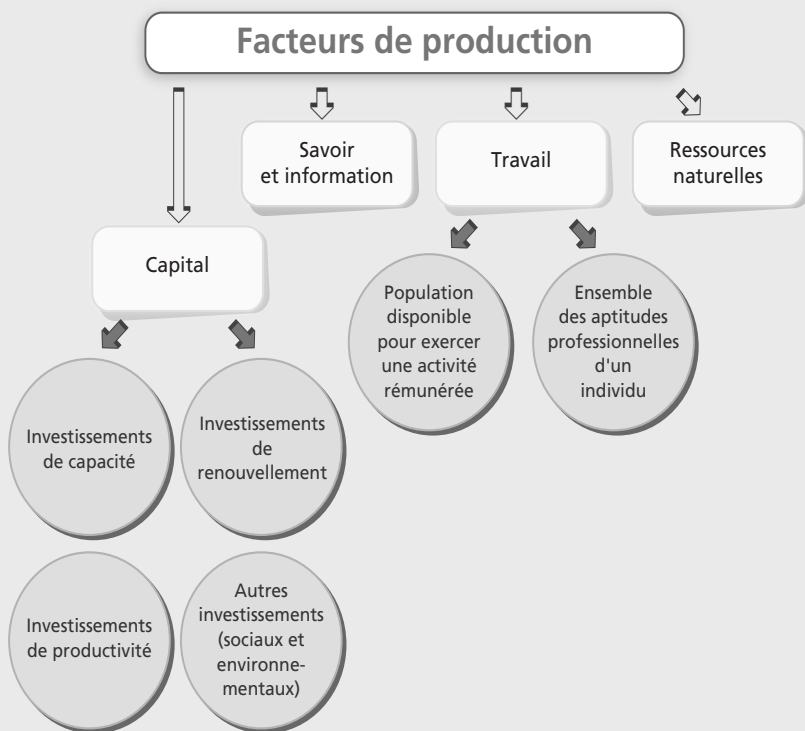 Facteurs de production
Savoir
et information
Travail
Ressources
naturelles
Capital
Population
disponible
pour exercer
une activité
rémunérée
Ensemble
des aptitudes
professionnelles
d'un
individu
Investissements
de capacité
Investissements
de
renouvellement
Investissements
de productivité
Autres
investissements
(sociaux et
environne-
mentaux)